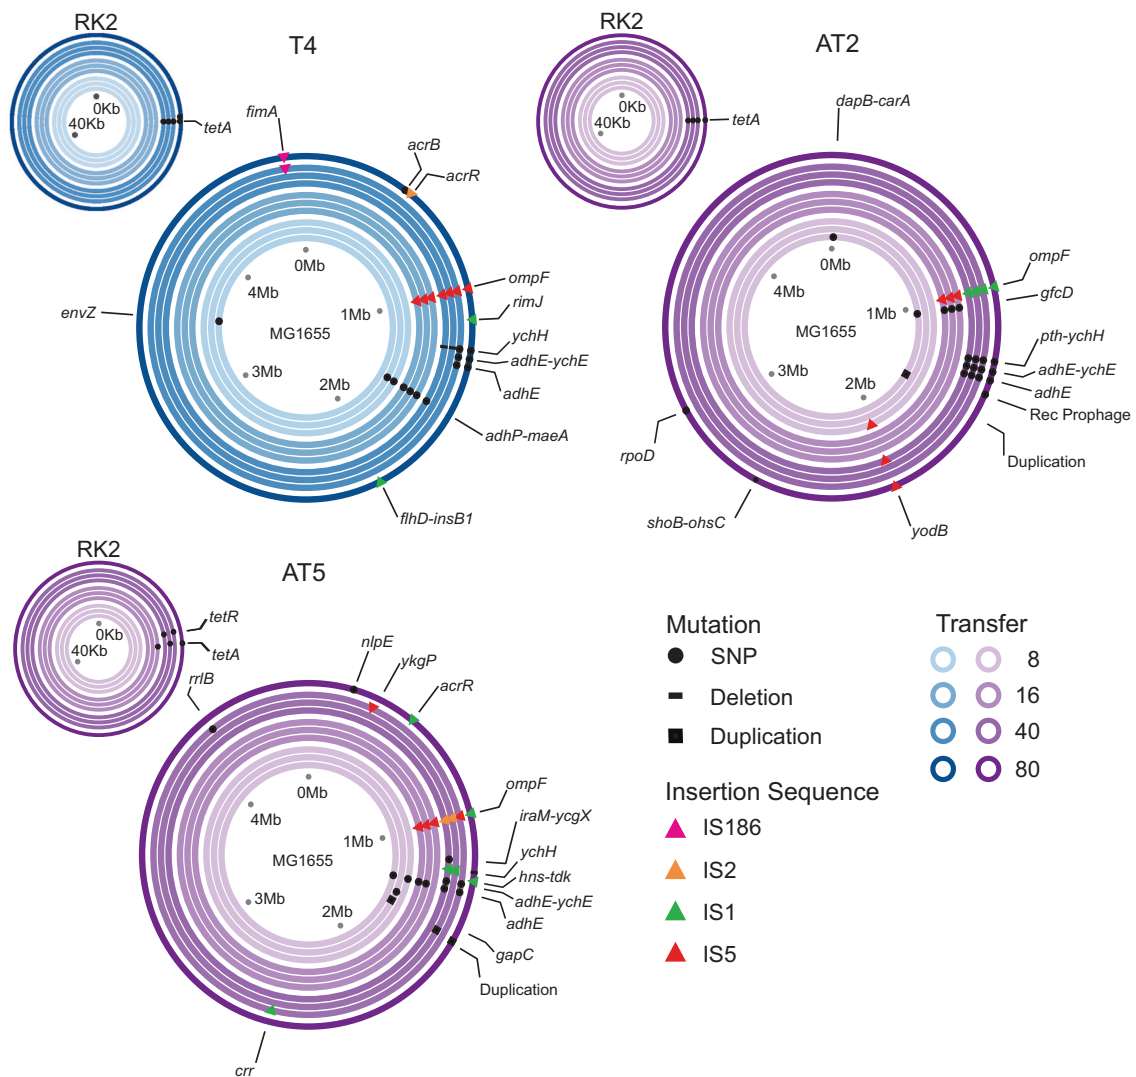 RK2
T4
0Kb
40Kb
tetA
fimA
acrB
acrR
0Mb
4Mb
1Mb
MG1655
3Mb
2Mb
envZ
ompF
rimJ
ychH
adhE-ychE
adhE
adhP-maeA
flhD-insB1
RK2
AT2
0Kb
40Kb
tetA
dapB-carA
0Mb
4Mb
1Mb
MG1655
3Mb
2Mb
ompF
gfcD
pth-ychH
adhE-ychE
adhE
Rec Prophage
Duplication
rpoD
shoB-ohsC
yodB
RK2
AT5
0Kb
40Kb
tetR
tetA
rrlB
nlpE
ykgP
acrR
0Mb
4Mb
1Mb
MG1655
3Mb
2Mb
ompF
iraM-ycgX
ychH
hns-tdk
adhE-ychE
adhE
gapC
Duplication
crr
Mutation
SNP
Deletion
Duplication
Insertion Sequence
IS186
IS2
IS1
IS5
Transfer
8
16
40
80